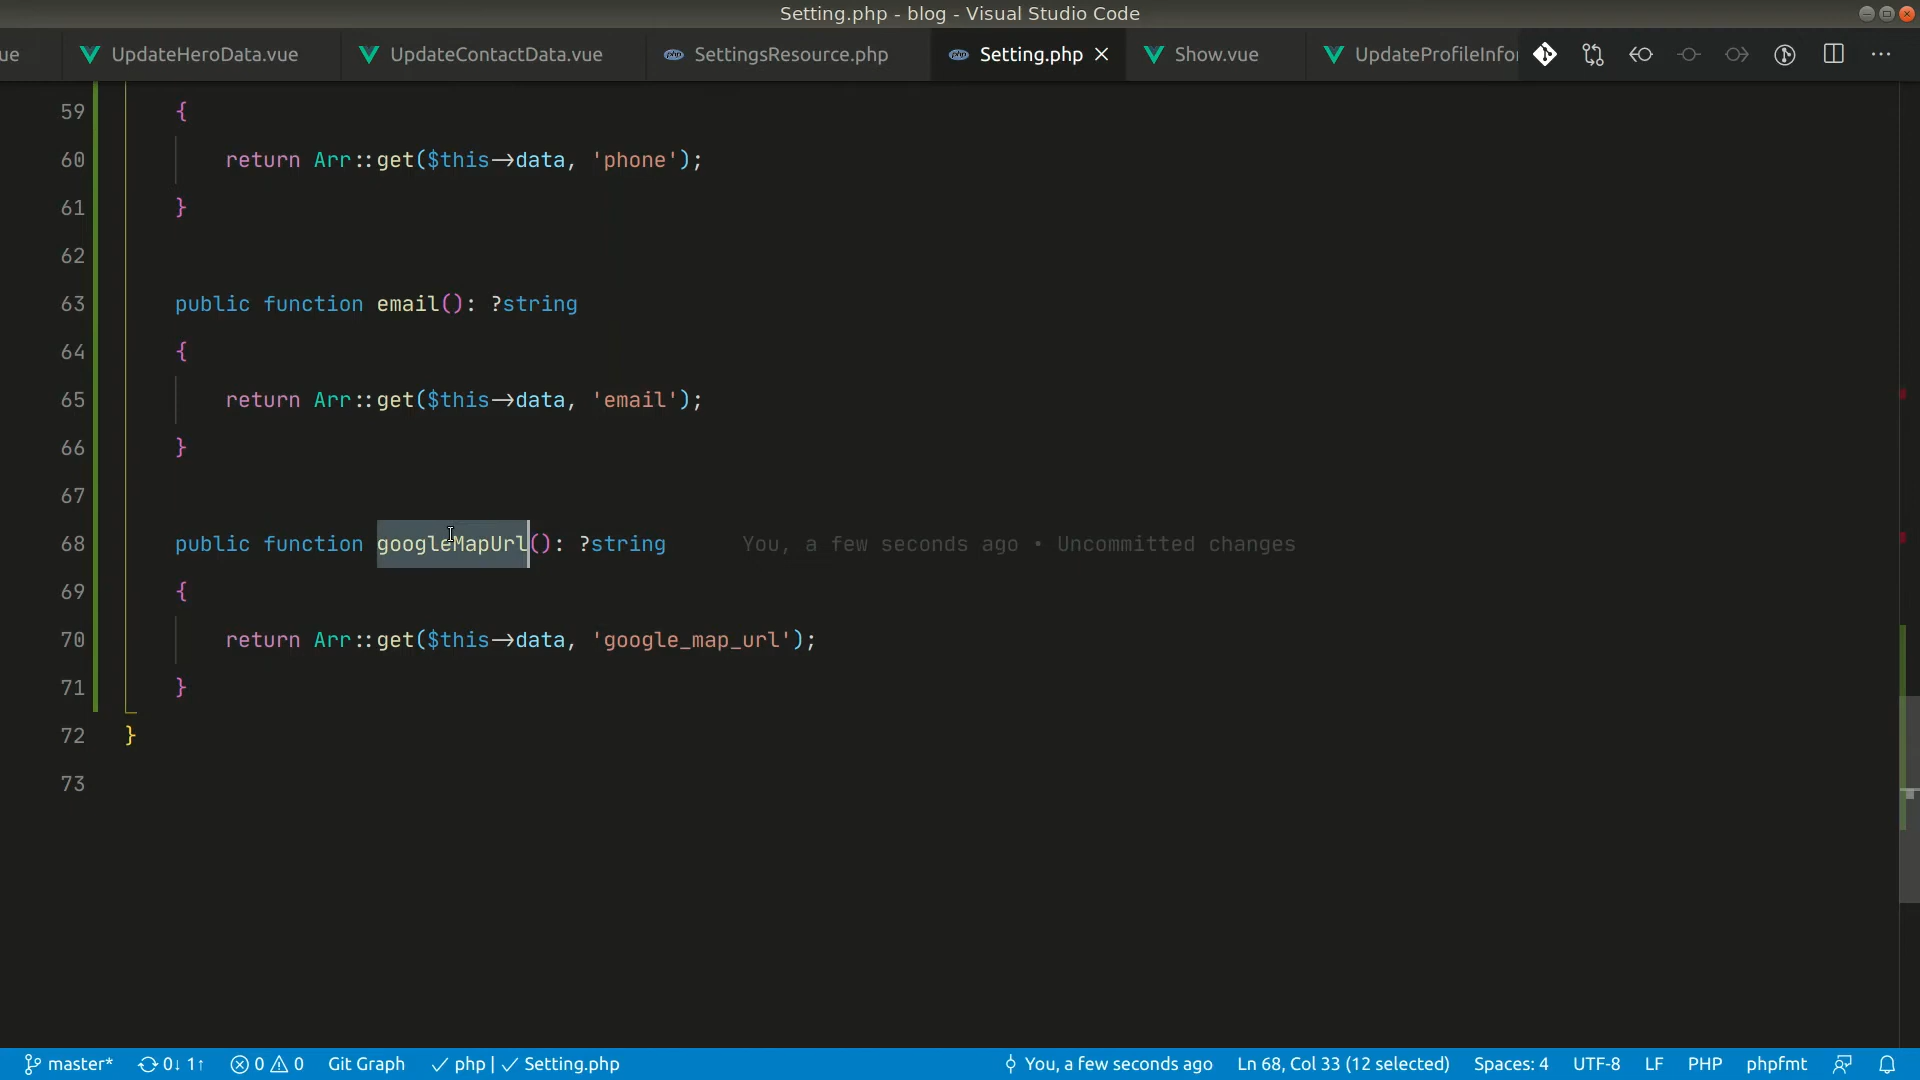 Setting.php - blog - Visual Studio Code
ue UpdateHeroData.vue UpdateContactData.vue SettingsResource.php Setting.php Show.vue UpdateProfileInfor
59 {
60 return Arr::get($this->data, 'phone');
61 }
62
63 public function email(): ?string
64 {
65 return Arr::get($this->data, 'email');
66 }
67
68 public function googleMapUrl(): ?string You, a few seconds ago • Uncommitted changes
69 {
70 return Arr::get($this->data, 'google_map_url');
71 }
72 }
73
master* 0↓ 1↑ 0 0 Git Graph ✓ php | ✓ Setting.php You, a few seconds ago Ln 68, Col 33 (12 selected) Spaces: 4 UTF-8 LF PHP phpfmt